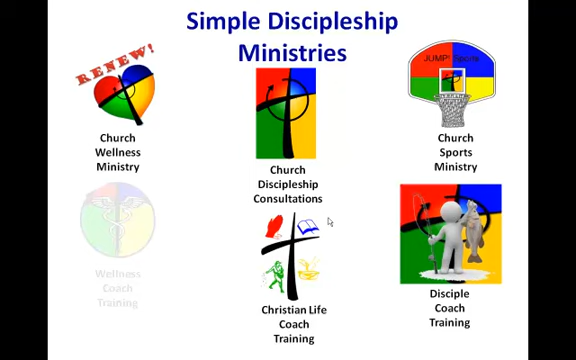 Simple Discipleship
Ministries
RENEW!
JUMP! Sports
Church
Wellness
Ministry
Church
Discipleship
Consultations
Church
Sports
Ministry
Wellness
Coach
Training
Christian Life
Coach
Training
Disciple
Coach
Training